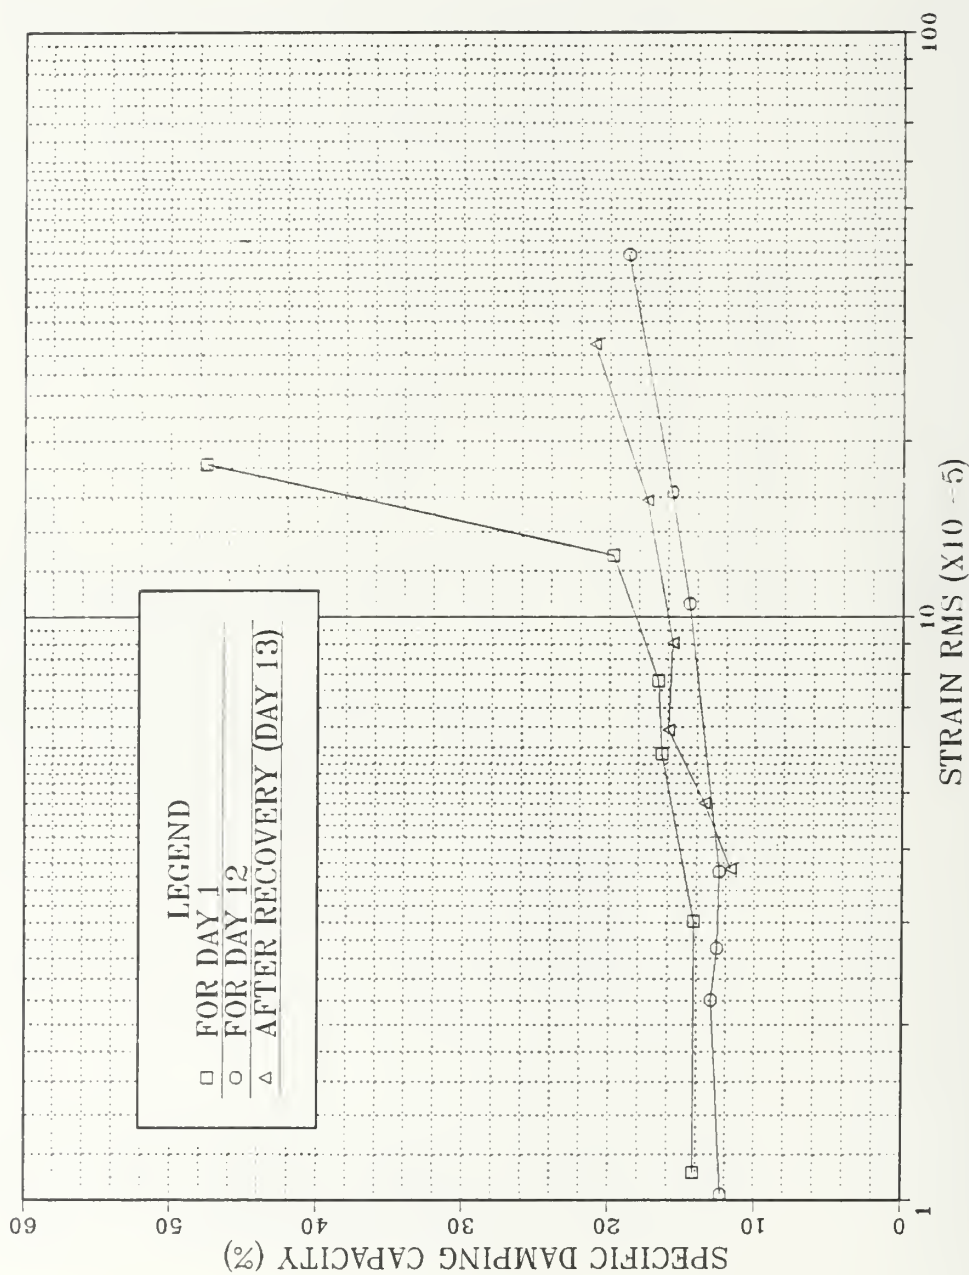 LEGEND
FOR DAY 1
FOR DAY 12
AFTER RECOVERY (DAY 13)
SPECIFIC DAMPING CAPACITY (%)
60
50
40
30
20
10
0
1
10
100
STRAIN RMS (X10 -5)